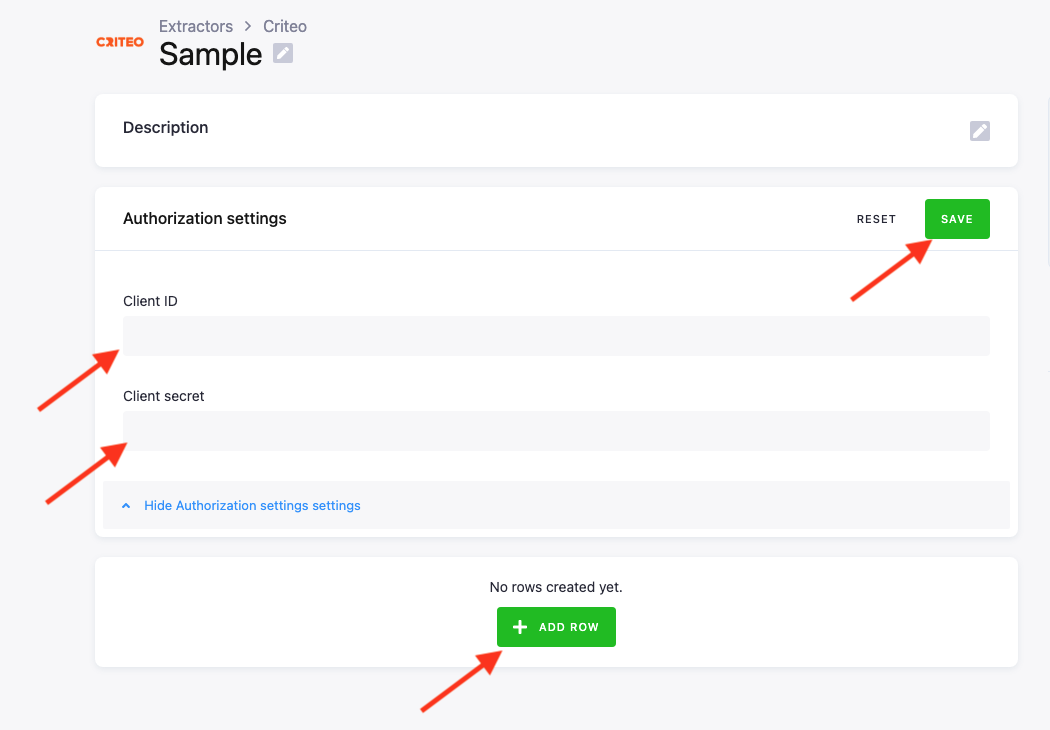 Extractors > Criteo
CRITEO
Sample
Description
Authorization settings
RESET
SAVE
Client ID
Client secret
Hide Authorization settings settings
No rows created yet.
ADD ROW